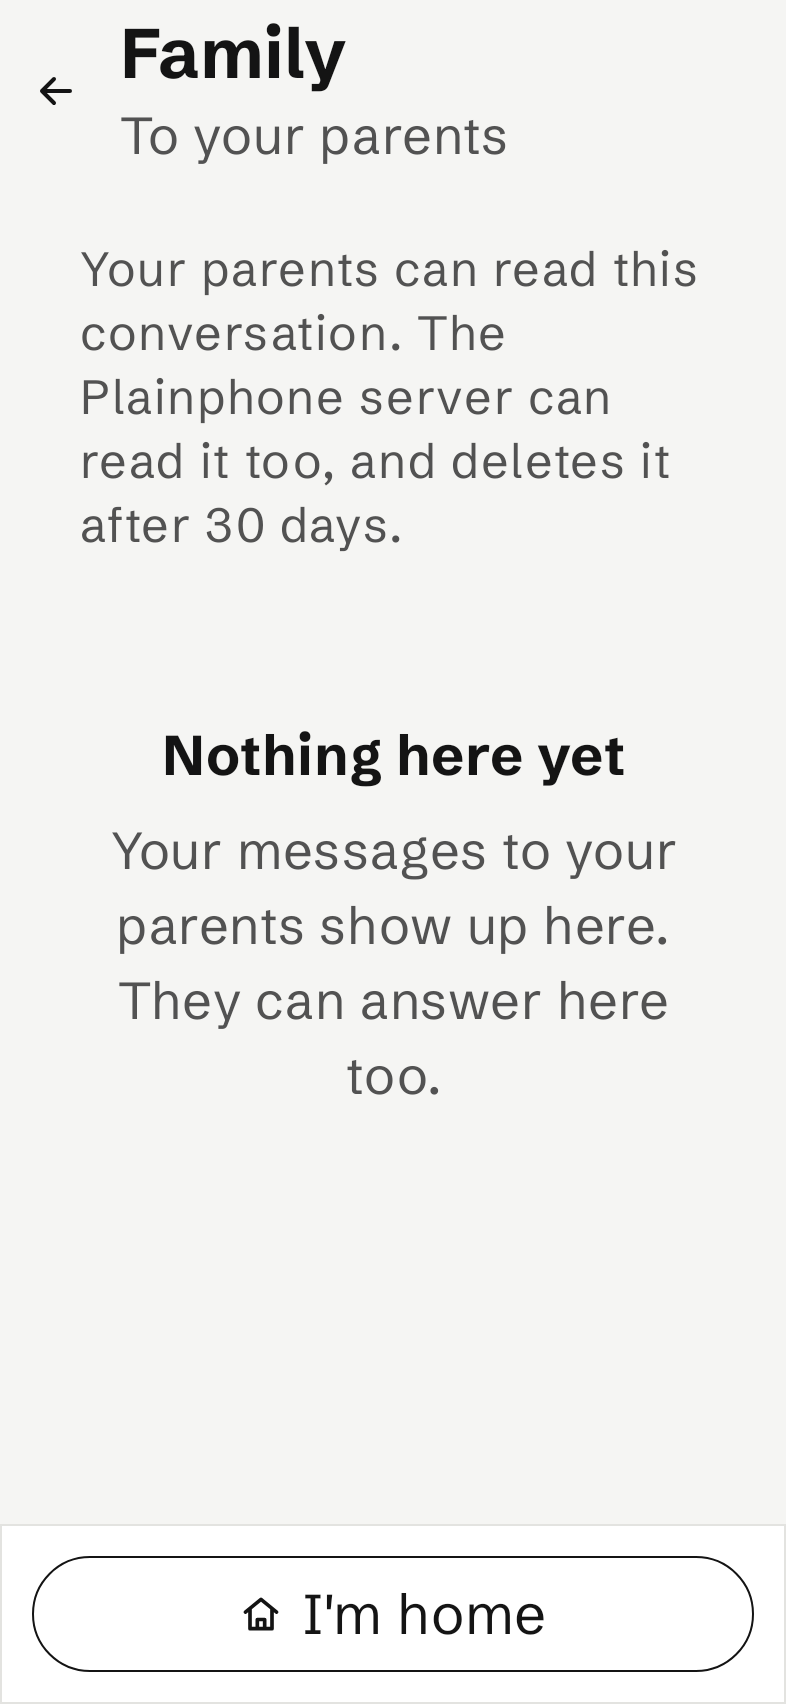 Family
To your parents
Your parents can read this
conversation. The
Plainphone server can
read it too, and deletes it
after 30 days.
Nothing here yet
Your messages to your
parents show up here.
They can answer here
too.
I'm home